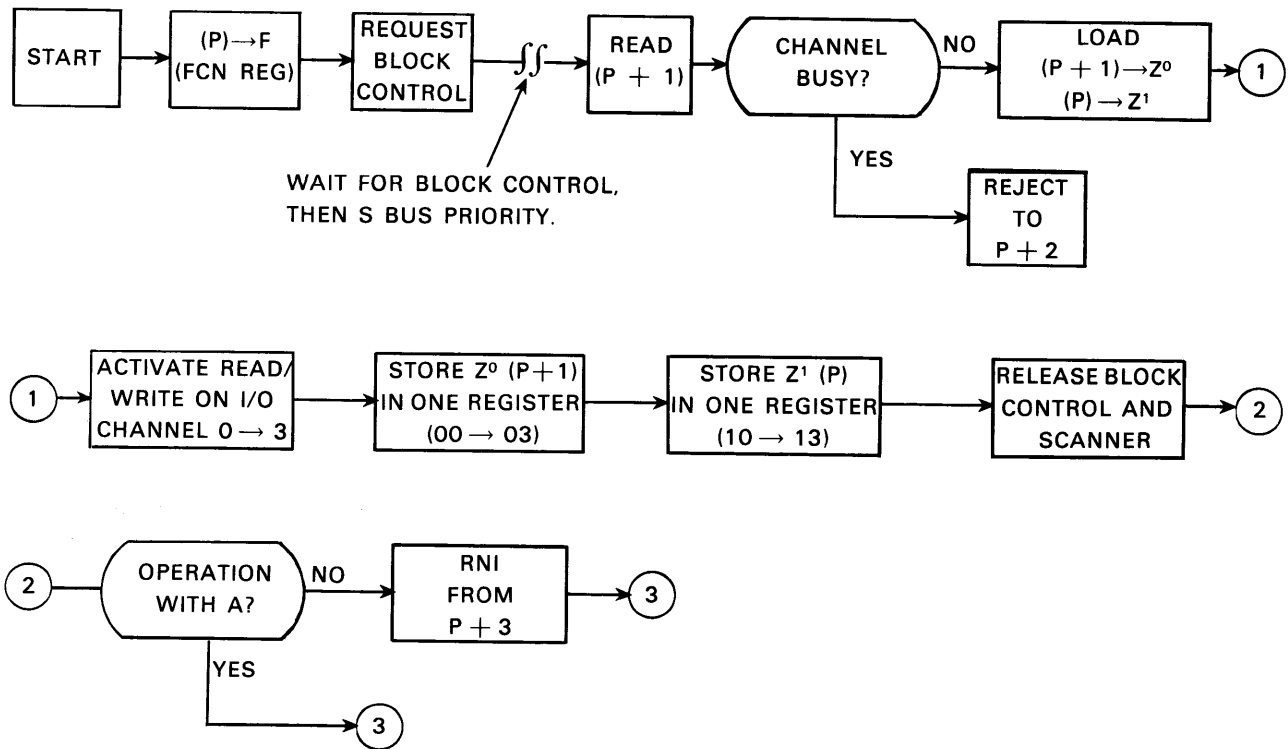 START
(P) → F
(FCN REG)
REQUEST
BLOCK
CONTROL
READ
(P + 1)
CHANNEL
BUSY?
NO
LOAD
(P + 1) → Z⁰
(P) → Z¹
1
YES
WAIT FOR BLOCK CONTROL,
THEN S BUS PRIORITY.
REJECT
TO
P + 2
1
ACTIVATE READ/
WRITE ON I/O
CHANNEL 0 → 3
STORE Z⁰ (P+1)
IN ONE REGISTER
(00 → 03)
STORE Z¹ (P)
IN ONE REGISTER
(10 → 13)
RELEASE BLOCK
CONTROL AND
SCANNER
2
2
OPERATION
WITH A?
NO
RNI
FROM
P + 3
3
YES
3